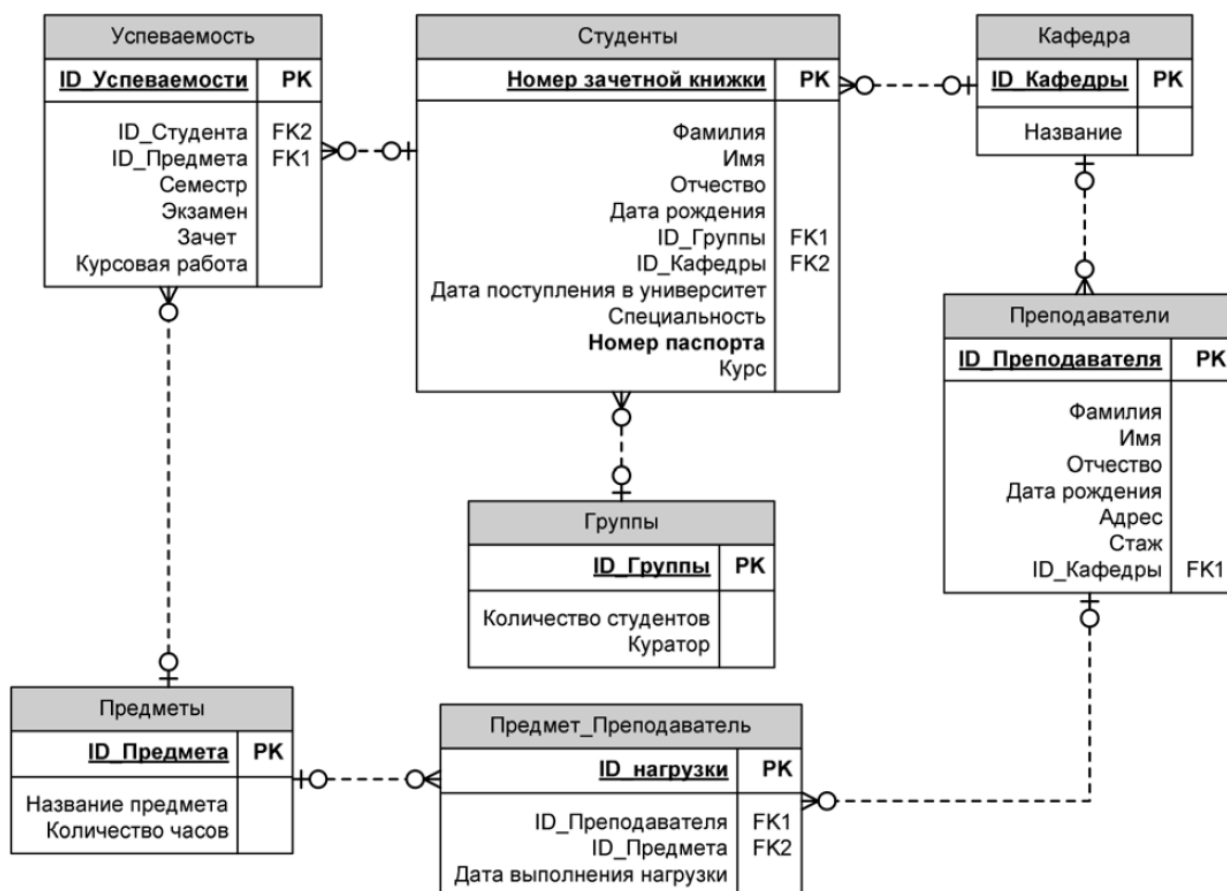 Успеваемость
ID_Успеваемости PK
ID_Студента FK2
ID_Предмета FK1
Семестр
Экзамен
Зачет
Курсовая работа
Студенты
Номер зачетной книжки PK
Фамилия
Имя
Отчество
Дата рождения
ID_Группы FK1
ID_Кафедры FK2
Дата поступления в университет
Специальность
Номер паспорта
Курс
Кафедра
ID_Кафедры PK
Название
Преподаватели
ID_Преподавателя PK
Фамилия
Имя
Отчество
Дата рождения
Адрес
Стаж
ID_Кафедры FK1
Группы
ID_Группы PK
Количество студентов
Куратор
Предметы
ID_Предмета PK
Название предмета
Количество часов
Предмет_Преподаватель
ID_нагрузки PK
ID_Преподавателя FK1
ID_Предмета FK2
Дата выполнения нагрузки